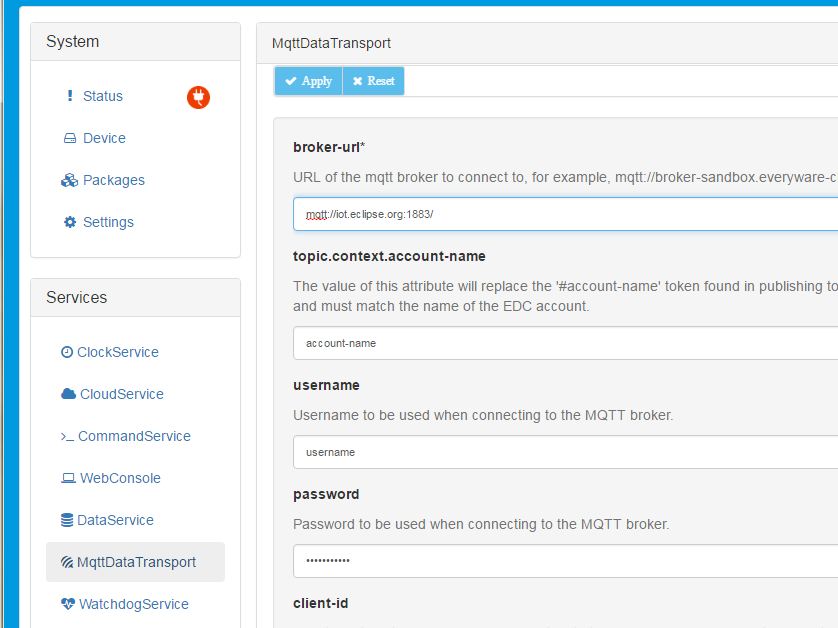 System
Status
Device
Packages
Settings
Services
ClockService
CloudService
CommandService
WebConsole
DataService
MqttDataTransport
WatchdogService
MqttDataTransport
Apply
Reset
broker-url*
URL of the mqtt broker to connect to, for example, mqtt://broker-sandbox.everyware-c
mqtt://iot.eclipse.org:1883/
topic.context.account-name
The value of this attribute will replace the '#account-name' token found in publishing to
and must match the name of the EDC account.
account-name
username
Username to be used when connecting to the MQTT broker.
username
password
Password to be used when connecting to the MQTT broker.
client-id